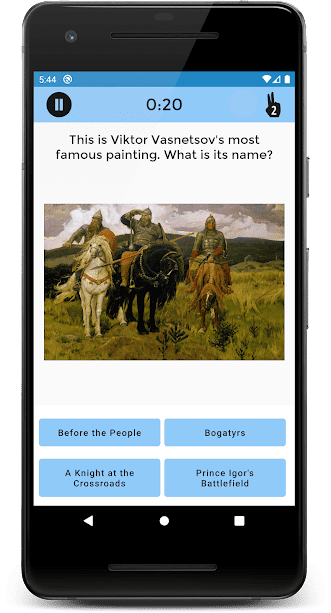 5:44
0:20
2
This is Viktor Vasnetsov's most
famous painting. What is its name?
Before the People
Bogatyrs
A Knight at the
Crossroads
Prince Igor's
Battlefield